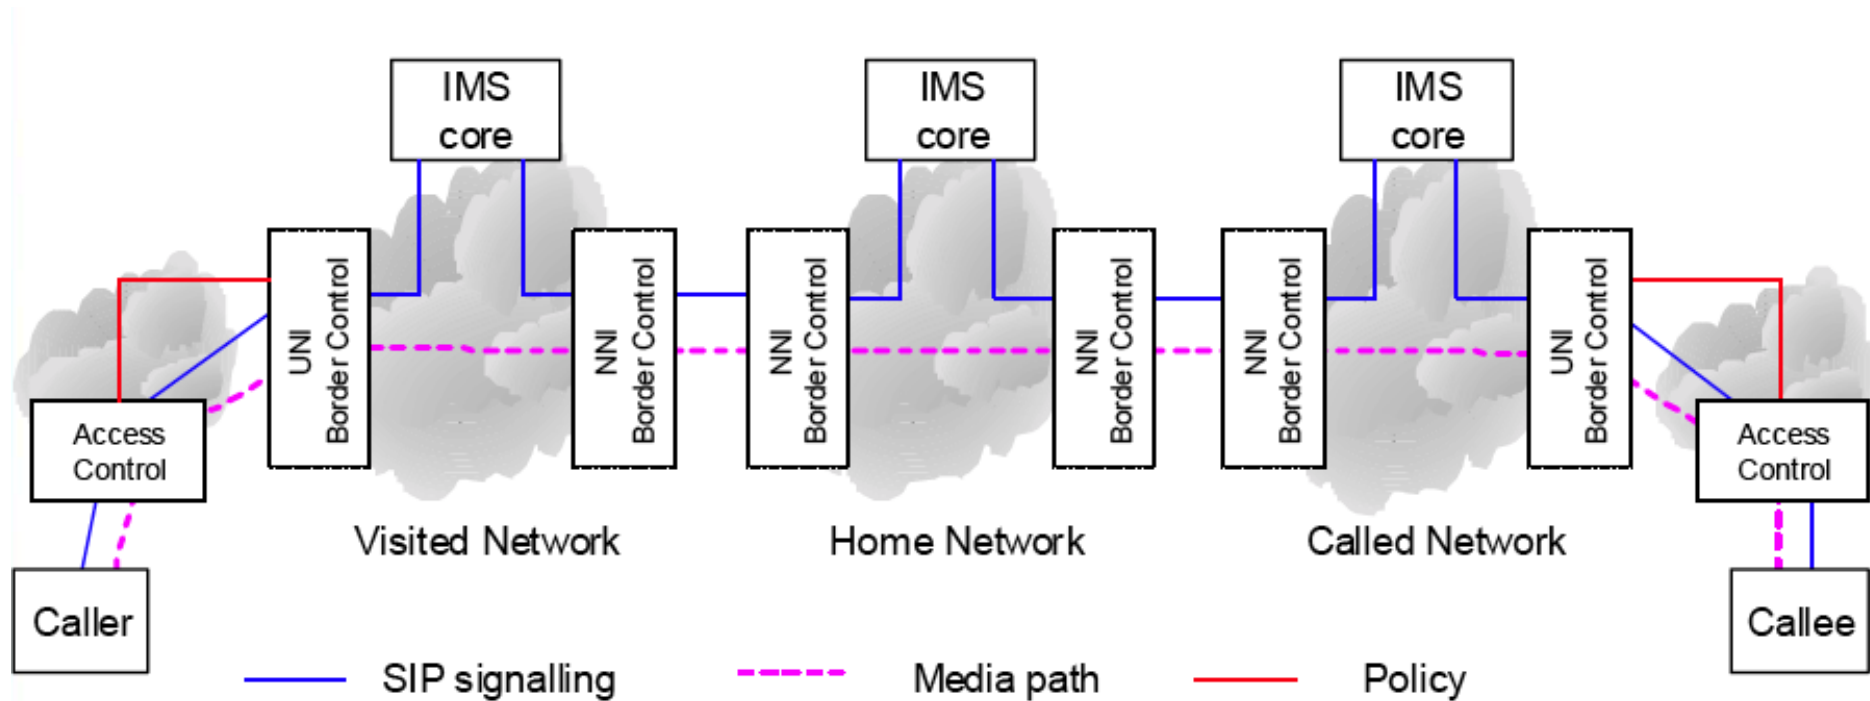 IMS
core
IMS
core
IMS
core
UNI
Border Control
NNI
Border Control
NNI
Border Control
NNI
Border Control
NNI
Border Control
UNI
Border Control
Access
Control
Access
Control
Visited Network
Home Network
Called Network
Caller
Callee
SIP signalling
Media path
Policy